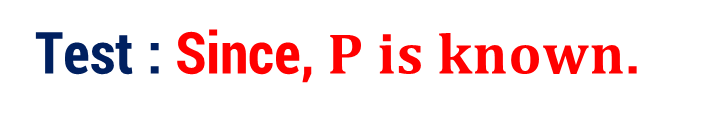 Test : Since, P is known.